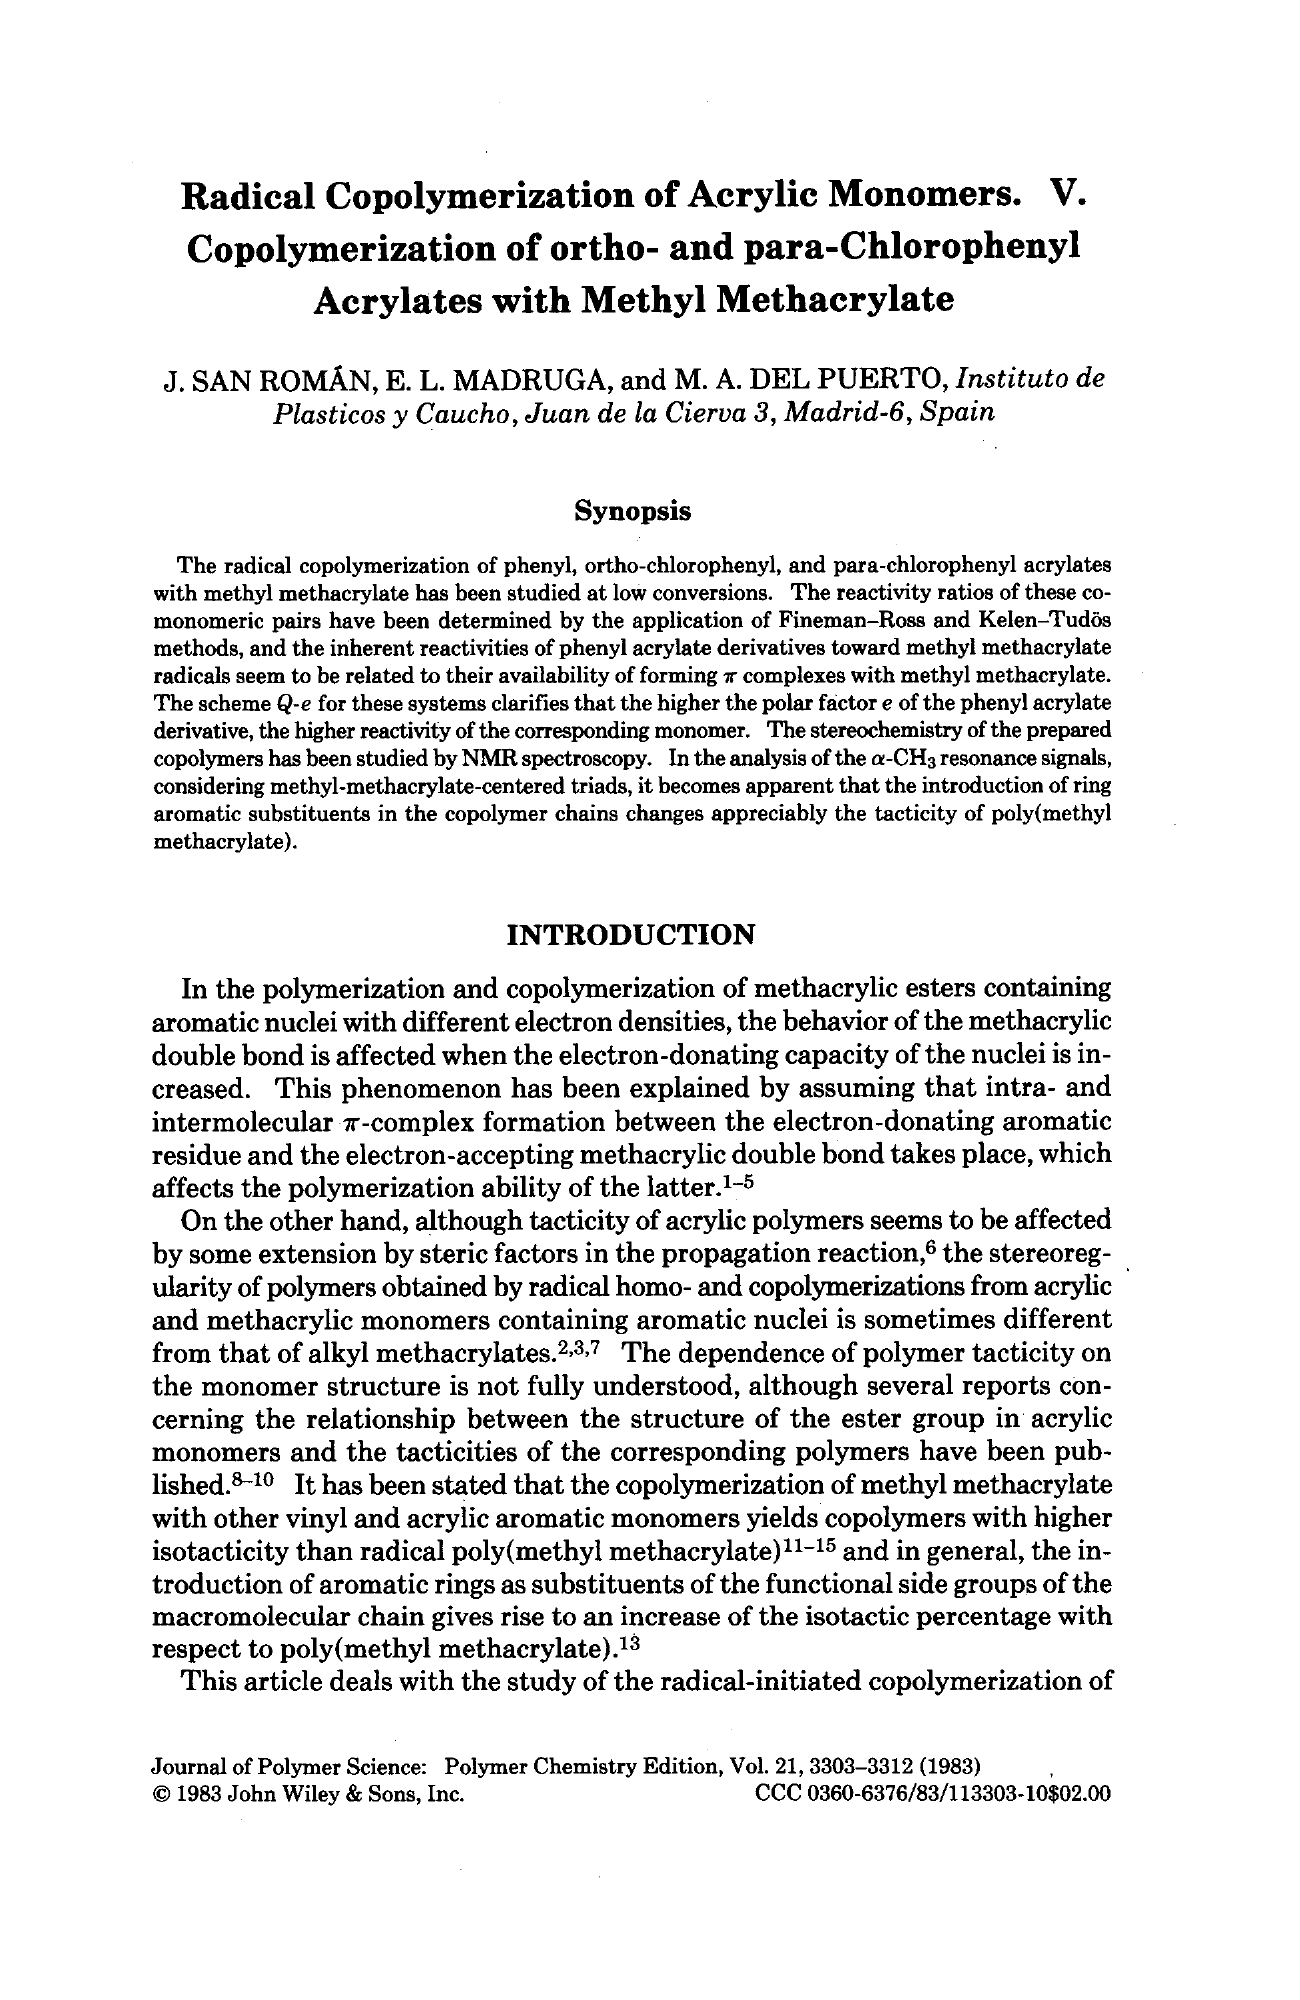 Radical Copolymerization of Acrylic Monomers. V.
Copolymerization of ortho- and para-Chlorophenyl
Acrylates with Methyl Methacrylate
J. SAN ROMÁN, E. L. MADRUGA, and M. A. DEL PUERTO, Instituto de
Plasticos y Caucho, Juan de la Cierva 3, Madrid-6, Spain
Synopsis
The radical copolymerization of phenyl, ortho-chlorophenyl, and para-chlorophenyl acrylates
with methyl methacrylate has been studied at low conversions. The reactivity ratios of these co-
monomeric pairs have been determined by the application of Fineman–Ross and Kelen–Tudös
methods, and the inherent reactivities of phenyl acrylate derivatives toward methyl methacrylate
radicals seem to be related to their availability of forming π complexes with methyl methacrylate.
The scheme Q-e for these systems clarifies that the higher the polar factor e of the phenyl acrylate
derivative, the higher reactivity of the corresponding monomer. The stereochemistry of the prepared
copolymers has been studied by NMR spectroscopy. In the analysis of the α-CH₃ resonance signals,
considering methyl-methacrylate-centered triads, it becomes apparent that the introduction of ring
aromatic substituents in the copolymer chains changes appreciably the tacticity of poly(methyl
methacrylate).
INTRODUCTION
In the polymerization and copolymerization of methacrylic esters containing
aromatic nuclei with different electron densities, the behavior of the methacrylic
double bond is affected when the electron-donating capacity of the nuclei is in-
creased. This phenomenon has been explained by assuming that intra- and
intermolecular π-complex formation between the electron-donating aromatic
residue and the electron-accepting methacrylic double bond takes place, which
affects the polymerization ability of the latter.¹⁻⁵
On the other hand, although tacticity of acrylic polymers seems to be affected
by some extension by steric factors in the propagation reaction,⁶ the stereoreg-
ularity of polymers obtained by radical homo- and copolymerizations from acrylic
and methacrylic monomers containing aromatic nuclei is sometimes different
from that of alkyl methacrylates.²,³,⁷ The dependence of polymer tacticity on
the monomer structure is not fully understood, although several reports con-
cerning the relationship between the structure of the ester group in acrylic
monomers and the tacticities of the corresponding polymers have been pub-
lished.⁸⁻¹⁰ It has been stated that the copolymerization of methyl methacrylate
with other vinyl and acrylic aromatic monomers yields copolymers with higher
isotacticity than radical poly(methyl methacrylate)¹¹⁻¹⁵ and in general, the in-
troduction of aromatic rings as substituents of the functional side groups of the
macromolecular chain gives rise to an increase of the isotactic percentage with
respect to poly(methyl methacrylate).¹³
This article deals with the study of the radical-initiated copolymerization of
Journal of Polymer Science: Polymer Chemistry Edition, Vol. 21, 3303–3312 (1983)
© 1983 John Wiley & Sons, Inc. CCC 0360-6376/83/113303-10$02.00